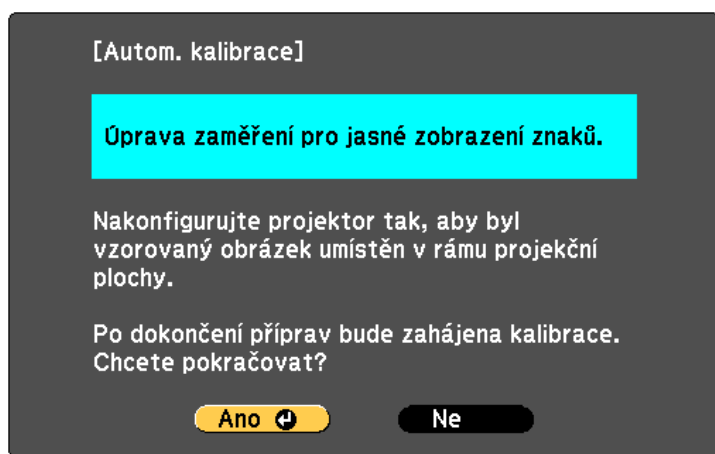 [Autom. kalibrace]
Úprava zaměření pro jasné zobrazení znaků.
Nakonfigurujte projektor tak, aby byl
vzorovaný obrázek umístěn v rámu projekční
plochy.
Po dokončení příprav bude zahájena kalibrace.
Chcete pokračovat?
Ano
Ne